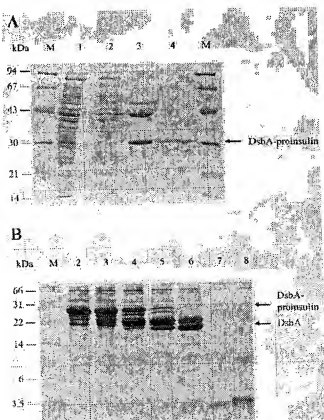 A
kDa M 1 2 3 4 M
94
67
43
30
DsbA-proinsulin
21
14
B
kDa M 2 3 4 5 6 7 8
66
31
DsbA-
proinsulin
22
DsbA
14
6
3.5